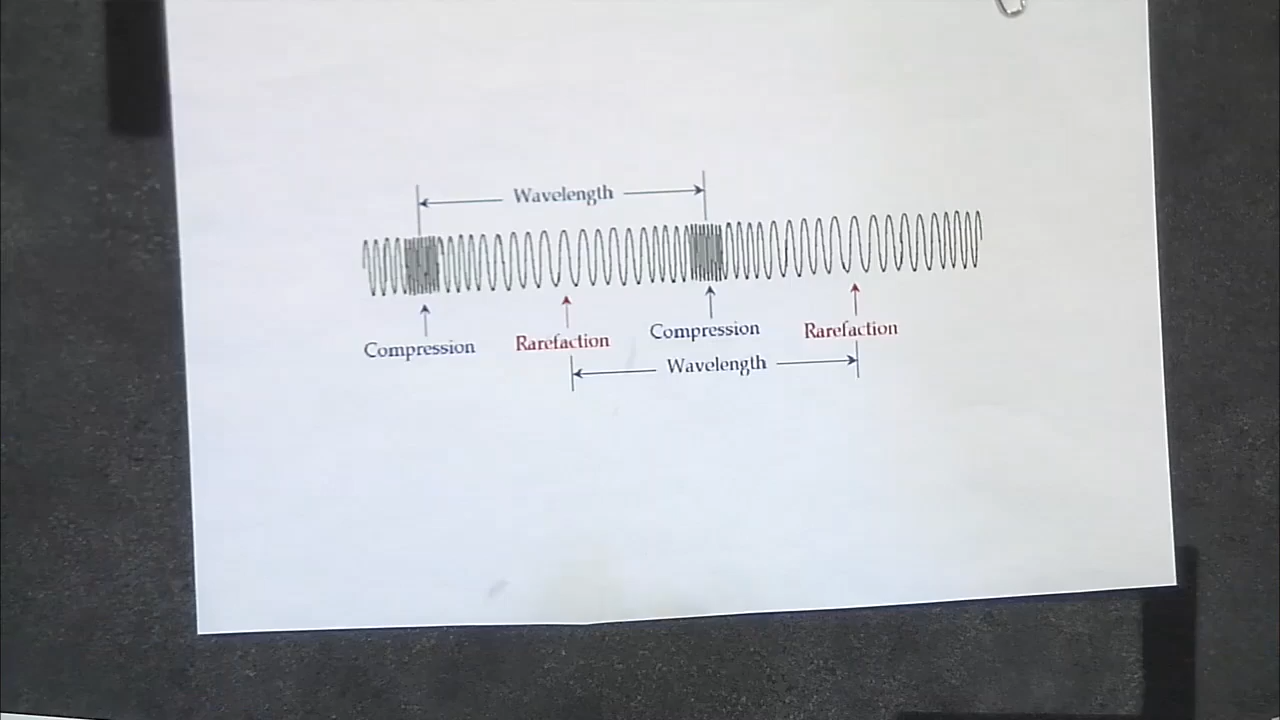 Wavelength
Compression
Rarefaction
Compression
Rarefaction
Wavelength